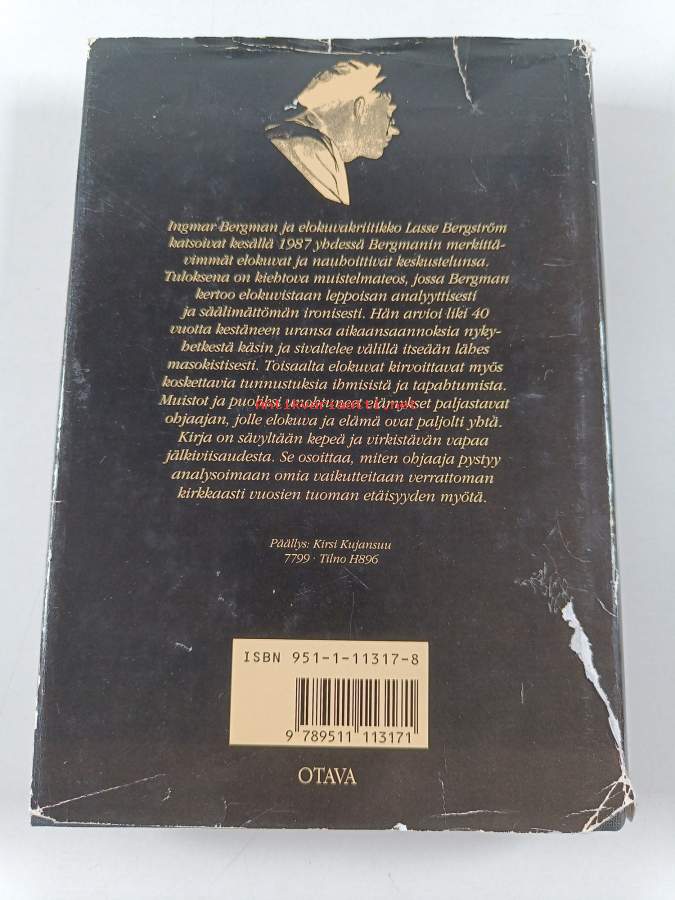 Ingmar Bergman ja elokuvakriitikko Lasse Bergström
katsoivat kesällä 1987 yhdessä Bergmanin merkittä-
vimmät elokuvat ja nauhoittivat keskustelunsa.
Tuloksena on kiehtova muistelmateos, jossa Bergman
kertoo elokuvistaan leppoisan analyyttisesti
ja säälimättömän ironisesti. Hän arvioi liki 40
vuotta kestäneen uransa aikaansaannoksia nyky-
hetkestä käsin ja sivaltelee välillä itseään lähes
masokistisesti. Toisaalta elokuvat kirvoittavat myös
koskettavia tunnustuksia ihmisistä ja tapahtumista.
Muistot ja puoliksi unohtuneet elämykset paljastavat
antikvariaatti.net
ohjaajan, jolle elokuva ja elämä ovat paljolti yhtä.
Kirja on sävyltään kepeä ja virkistävän vapaa
jälkiviisaudesta. Se osoittaa, miten ohjaaja pystyy
analysoimaan omia vaikutteitaan verrattoman
kirkkaasti vuosien tuoman etäisyyden myötä.
Päällys: Kirsi Kujansuu
7799 · Tilno H896
ISBN 951-1-11317-8
9 789511 113171
OTAVA